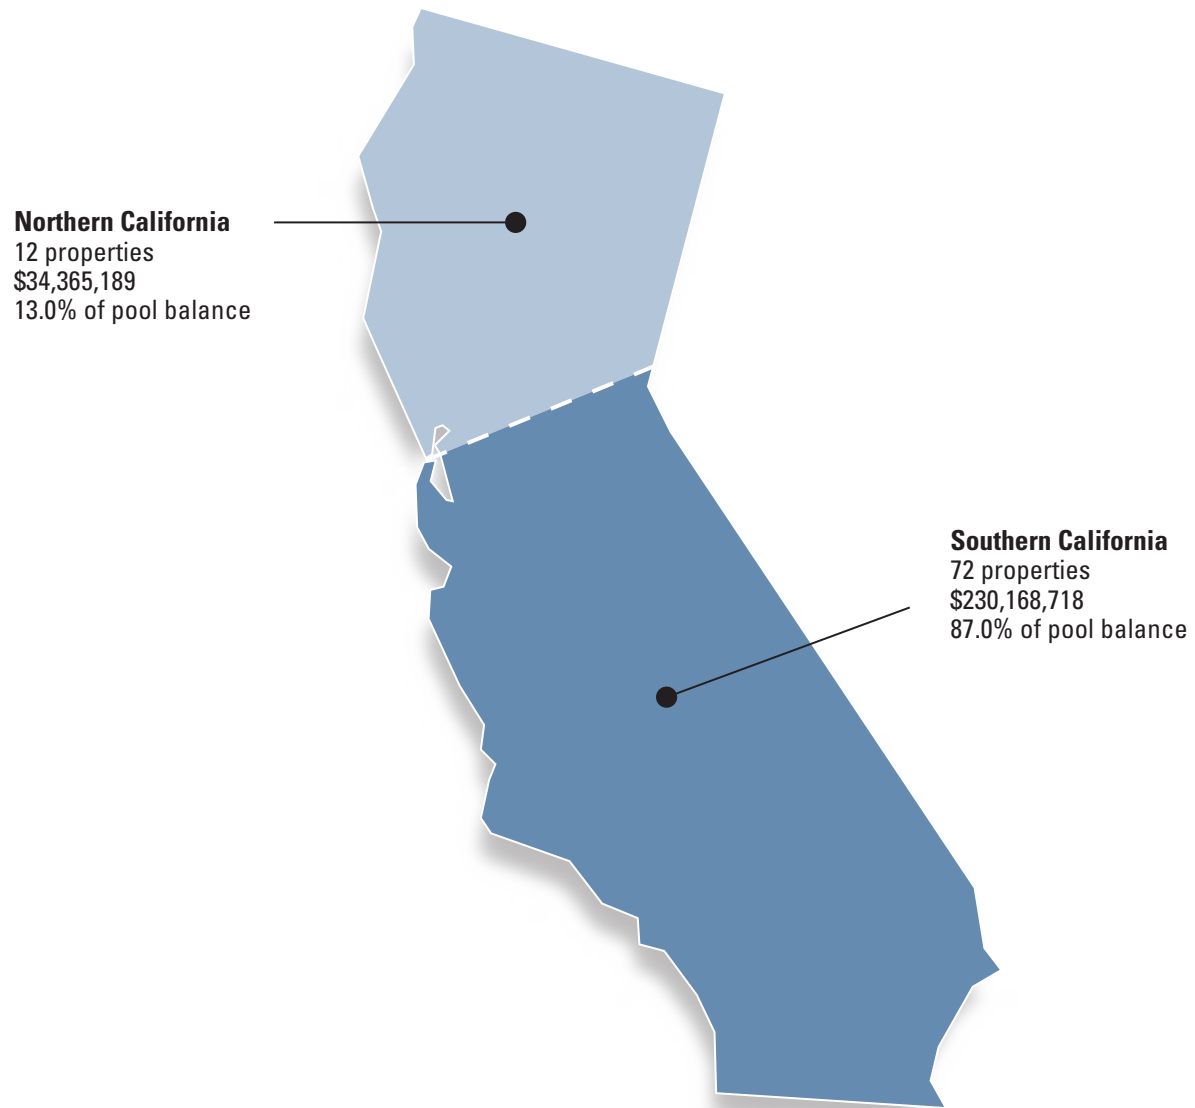 Northern California
12 properties
$34,365,189
13.0% of pool balance
Southern California
72 properties
$230,168,718
87.0% of pool balance